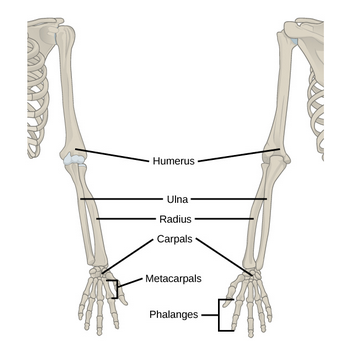 Humerus
Ulna
Radius
Carpals
Metacarpals
Phalanges